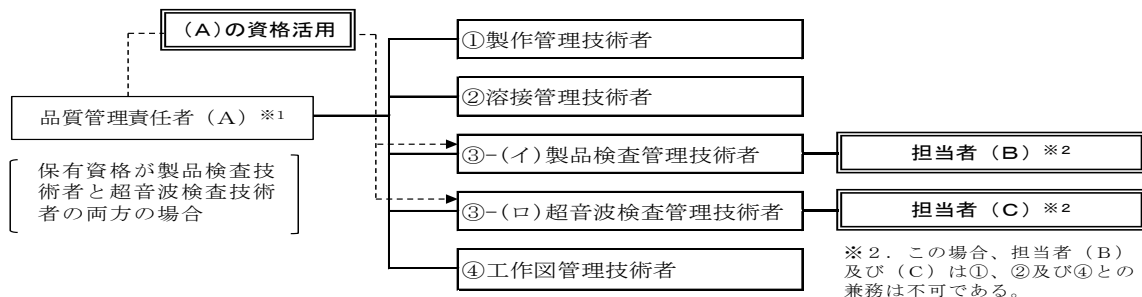 (A)の資格活用
①製作管理技術者
②溶接管理技術者
品質管理責任者(A)※1
③-(イ)製品検査管理技術者
担当者(B)※2
保有資格が製品検査技
術者と超音波検査技術
者の両方の場合
③-(ロ)超音波検査管理技術者
担当者(C)※2
④工作図管理技術者
※2.この場合、担当者(B)
及び(C)は①、②及び④との
兼務は不可である。